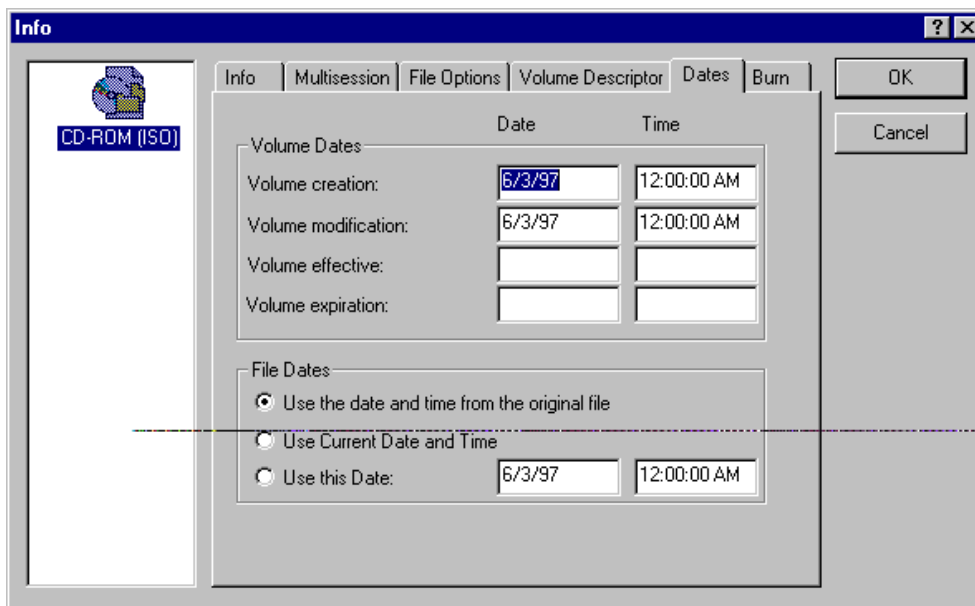 Info
CD-ROM (ISO)
Info Multisession File Options Volume Descriptor Dates Burn
OK
Cancel
Date Time
Volume Dates
Volume creation: 6/3/97 12:00:00 AM
Volume modification: 6/3/97 12:00:00 AM
Volume effective:
Volume expiration:
File Dates
Use the date and time from the original file
Use Current Date and Time
Use this Date: 6/3/97 12:00:00 AM